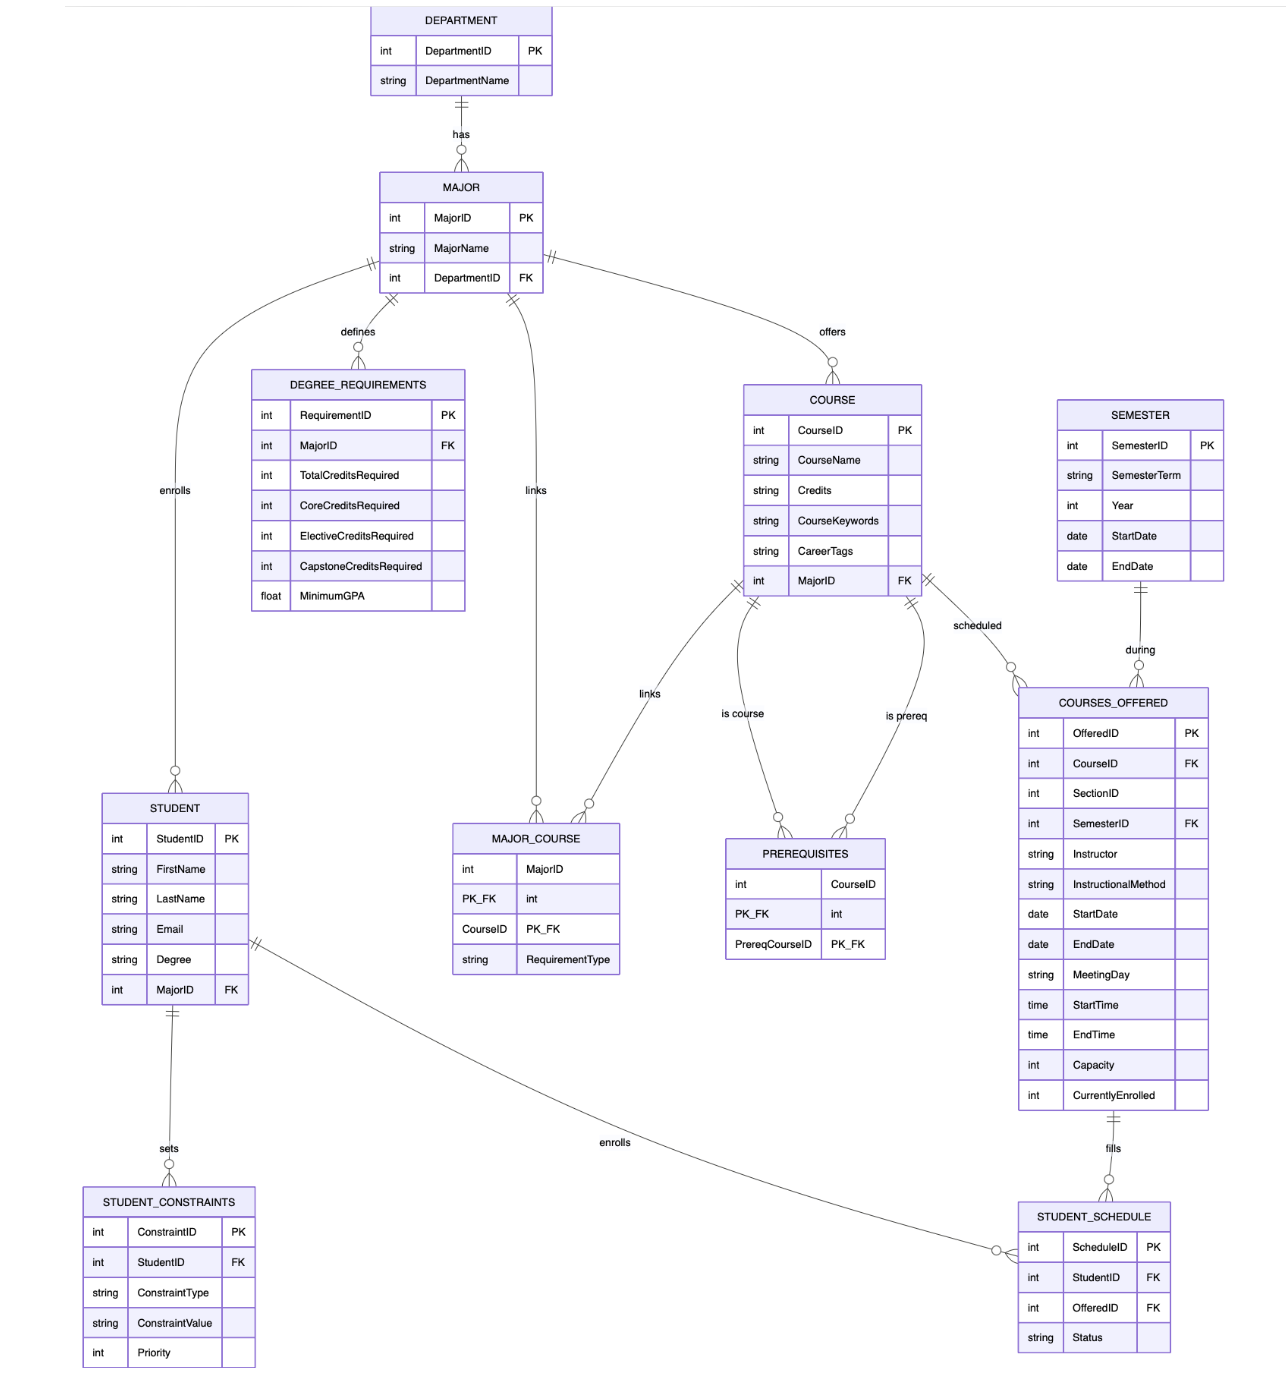 DEPARTMENT
int DepartmentID PK
string DepartmentName
has
MAJOR
int MajorID PK
string MajorName
int DepartmentID FK
defines
offers
enrolls
links
DEGREE_REQUIREMENTS
int RequirementID PK
int MajorID FK
int TotalCreditsRequired
int CoreCreditsRequired
int ElectiveCreditsRequired
int CapstoneCreditsRequired
float MinimumGPA
COURSE
int CourseID PK
string CourseName
string Credits
string CourseKeywords
string CareerTags
int MajorID FK
SEMESTER
int SemesterID PK
string SemesterTerm
int Year
date StartDate
date EndDate
scheduled
during
links
is course
is prereq
STUDENT
int StudentID PK
string FirstName
string LastName
string Email
string Degree
int MajorID FK
MAJOR_COURSE
int MajorID
PK_FK int
CourseID PK_FK
string RequirementType
PREREQUISITES
int CourseID
PK_FK int
PrereqCourseID PK_FK
COURSES_OFFERED
int OfferedID PK
int CourseID FK
int SectionID
int SemesterID FK
string Instructor
string InstructionalMethod
date StartDate
date EndDate
string MeetingDay
time StartTime
time EndTime
int Capacity
int CurrentlyEnrolled
sets
enrolls
fills
STUDENT_CONSTRAINTS
int ConstraintID PK
int StudentID FK
string ConstraintType
string ConstraintValue
int Priority
STUDENT_SCHEDULE
int ScheduleID PK
int StudentID FK
int OfferedID FK
string Status